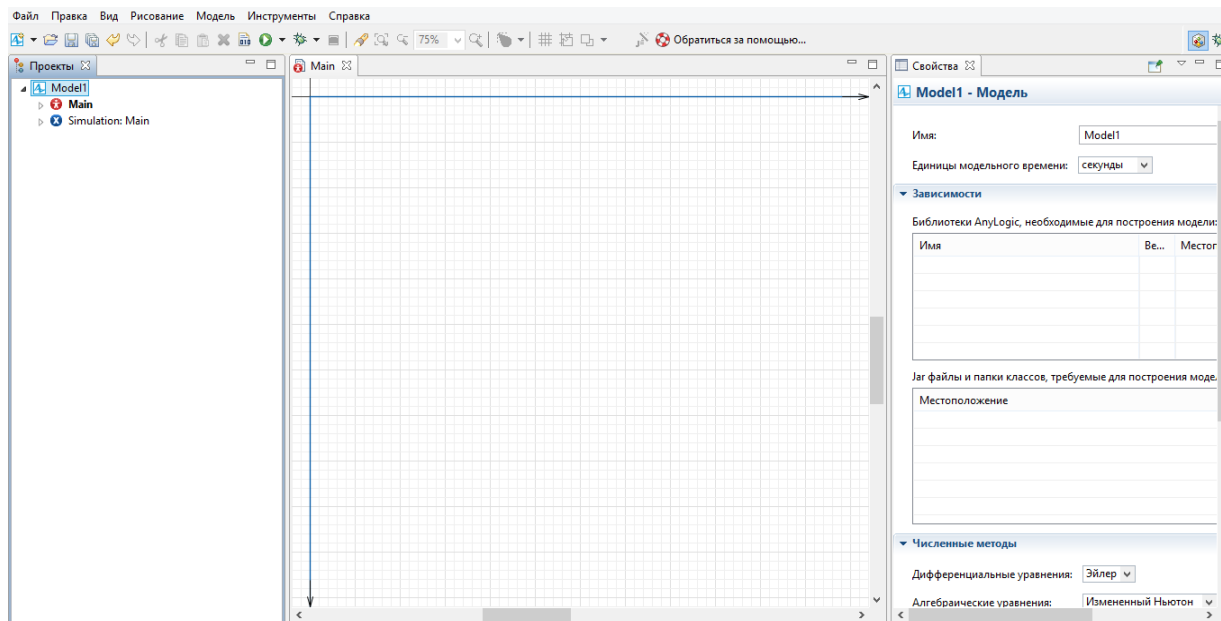 Файл Правка Вид Рисование Модель Инструменты Справка
75% Обратиться за помощью...
Проекты
Model1
Main
Simulation: Main
Main
Свойства
Model1 - Модель
Имя: Model1
Единицы модельного времени: секунды
Зависимости
Библиотеки AnyLogic, необходимые для построения модели:
Имя Ве... Местог
Jar файлы и папки классов, требуемые для построения моде.
Местоположение
Численные методы
Дифференциальные уравнения: Эйлер
Алгебраические уравнения: Измененный Ньютон